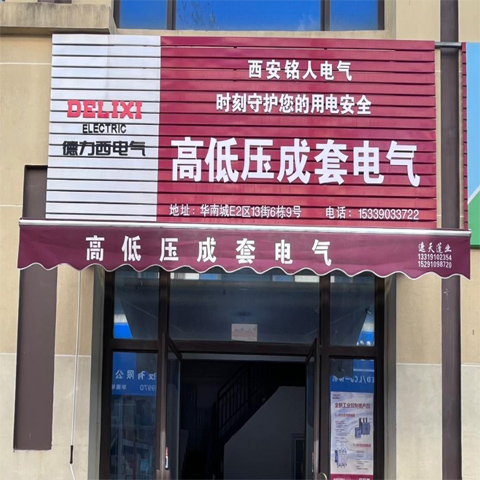 西安铭人电气
时刻守护您的用电安全
DELIXI
ELECTRIC
德力西电气
高低压成套电气
地址：华南城E2区13街6栋9号 电话：15339033722
高低压成套电气
逸天蓬业
13319102354
15291098720